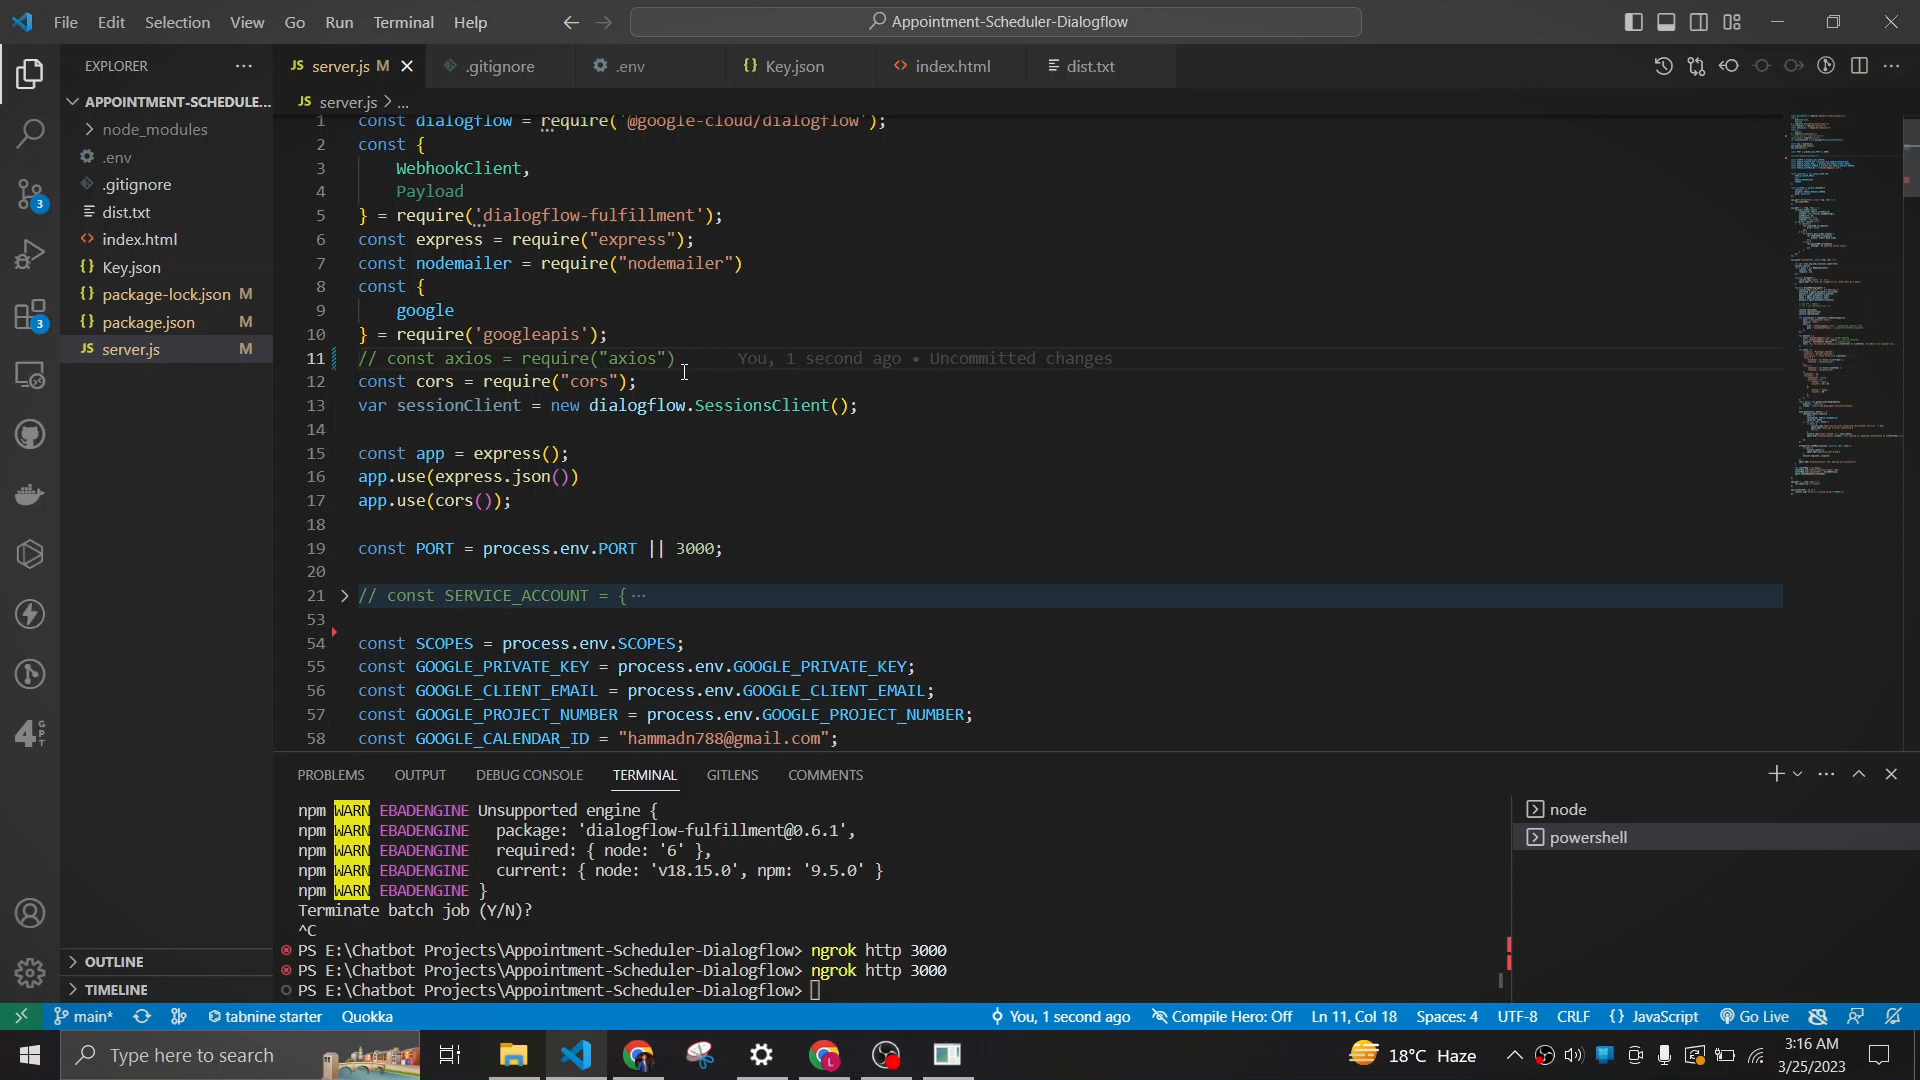 File Edit Selection View Go Run Terminal Help
Appointment-Scheduler-Dialogflow
EXPLORER
JS server.js M
.gitignore
.env
{} Key.json
<> index.html
dist.txt
APPOINTMENT-SCHEDULE...
JS server.js > ...
node_modules
.env
.gitignore
dist.txt
<> index.html
{} Key.json
{} package-lock.json M
{} package.json M
JS server.js M
3
3
1 const dialogflow = require('@google-cloud/dialogflow');
2 const {
3 WebhookClient,
4 Payload
5 } = require('dialogflow-fulfillment');
6 const express = require("express");
7 const nodemailer = require("nodemailer")
8 const {
9 google
10 } = require('googleapis');
11 // const axios = require("axios") You, 1 second ago • Uncommitted changes
12 const cors = require("cors");
13 var sessionClient = new dialogflow.SessionsClient();
14
15 const app = express();
16 app.use(express.json())
17 app.use(cors());
18
19 const PORT = process.env.PORT || 3000;
20
21 // const SERVICE_ACCOUNT = {···
53
54 const SCOPES = process.env.SCOPES;
55 const GOOGLE_PRIVATE_KEY = process.env.GOOGLE_PRIVATE_KEY;
56 const GOOGLE_CLIENT_EMAIL = process.env.GOOGLE_CLIENT_EMAIL;
57 const GOOGLE_PROJECT_NUMBER = process.env.GOOGLE_PROJECT_NUMBER;
58 const GOOGLE_CALENDAR_ID = "hammadn788@gmail.com";
PROBLEMS OUTPUT DEBUG CONSOLE TERMINAL GITLENS COMMENTS
npm WARN EBADENGINE Unsupported engine {
npm WARN EBADENGINE package: 'dialogflow-fulfillment@0.6.1',
npm WARN EBADENGINE required: { node: '6' },
npm WARN EBADENGINE current: { node: 'v18.15.0', npm: '9.5.0' }
npm WARN EBADENGINE }
Terminate batch job (Y/N)?
^C
PS E:\Chatbot Projects\Appointment-Scheduler-Dialogflow> ngrok http 3000
PS E:\Chatbot Projects\Appointment-Scheduler-Dialogflow> ngrok http 3000
PS E:\Chatbot Projects\Appointment-Scheduler-Dialogflow>
node
powershell
4 GPT
OUTLINE
TIMELINE
main* tabnine starter Quokka You, 1 second ago Compile Hero: Off Ln 11, Col 18 Spaces: 4 UTF-8 CRLF {} JavaScript Go Live
Type here to search
18°C Haze
3:16 AM
3/25/2023